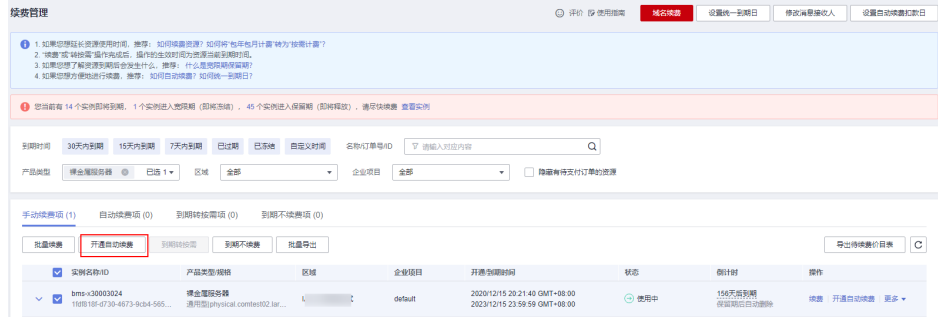 续费管理
评价 使用指南 域名续费 设置统一到期日 修改消息接收人 设置自动续费扣款日
1. 如果您想延长资源使用时间，推荐： 如何续费资源？如何将"包年包月计费"转为"按需计费"？
2. "续费"或"转按需"操作完成后，操作的生效时间为资源当前到期时间。
3. 如果您想了解资源到期后会发生什么，推荐： 什么是宽限期保留期？
4. 如果您想方便地进行续费，推荐： 如何自动续费？如何统一到期日？
您当前有 14 个实例即将到期， 1 个实例进入宽限期（即将冻结）， 45 个实例进入保留期（即将释放），请尽快续费 查看实例
到期时间 30天内到期 15天内到期 7天内到期 已过期 已冻结 自定义时间 名称/订单号/ID 请输入对应内容
产品类型 裸金属服务器 已选 1 区域 全部 企业项目 全部 隐藏有待支付订单的资源
手动续费项 (1) 自动续费项 (0) 到期转按需项 (0) 到期不续费项 (0)
批量续费 开通自动续费 到期转按需 到期不续费 批量导出 导出待续费价目表
实例名称/ID 产品类型/规格 区域 企业项目 开通/到期时间 状态 倒计时 操作
bms-x30003024 裸金属服务器 default 2020/12/15 20:21:40 GMT+08:00 使用中 156天后到期 续费 开通自动续费 更多
1fdf818f-d730-4673-9cb4-565... 通用型|physical.comtest02.lar... 2023/12/15 23:59:59 GMT+08:00 保留期后自动删除